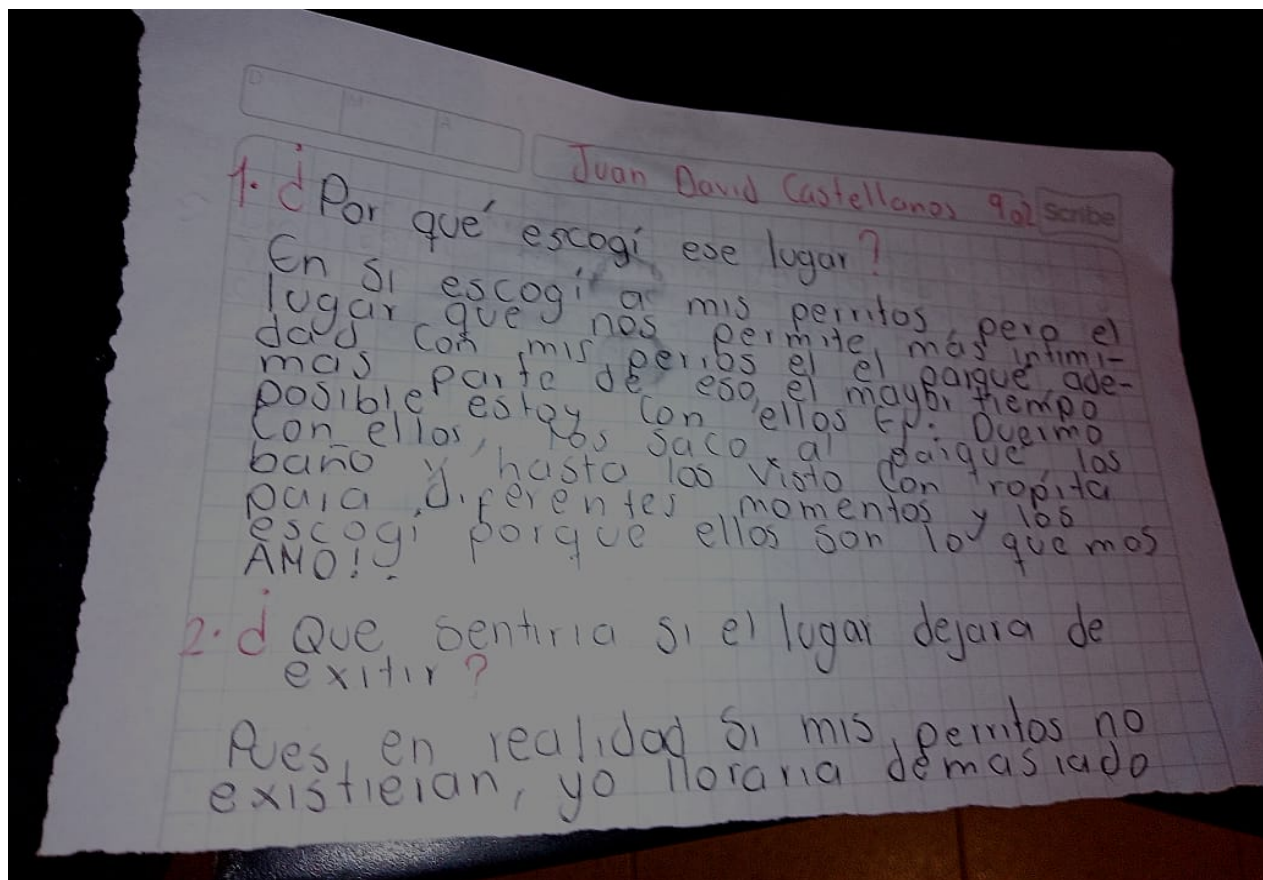 D M A
Juan David Castellanos 902 Scribe
1. ¿Por qué escogí ese lugar?
En si escogí a mis perritos, pero el
lugar que nos permite mas intimi-
dad con mis perros el el parque, ade-
mas parte de eso, el mayor tiempo
posible estoy con ellos Ej: Duermo
con ellos, los saco al parque, los
baño y hasta los visto con ropita
para diferentes momentos y los
escogi porque ellos son lo que mas
AMO!!
2. ¿Que sentiria si el lugar dejara de
exitir?
Pues, en realidad si mis perritos no
existieran, yo lloraria demasiado